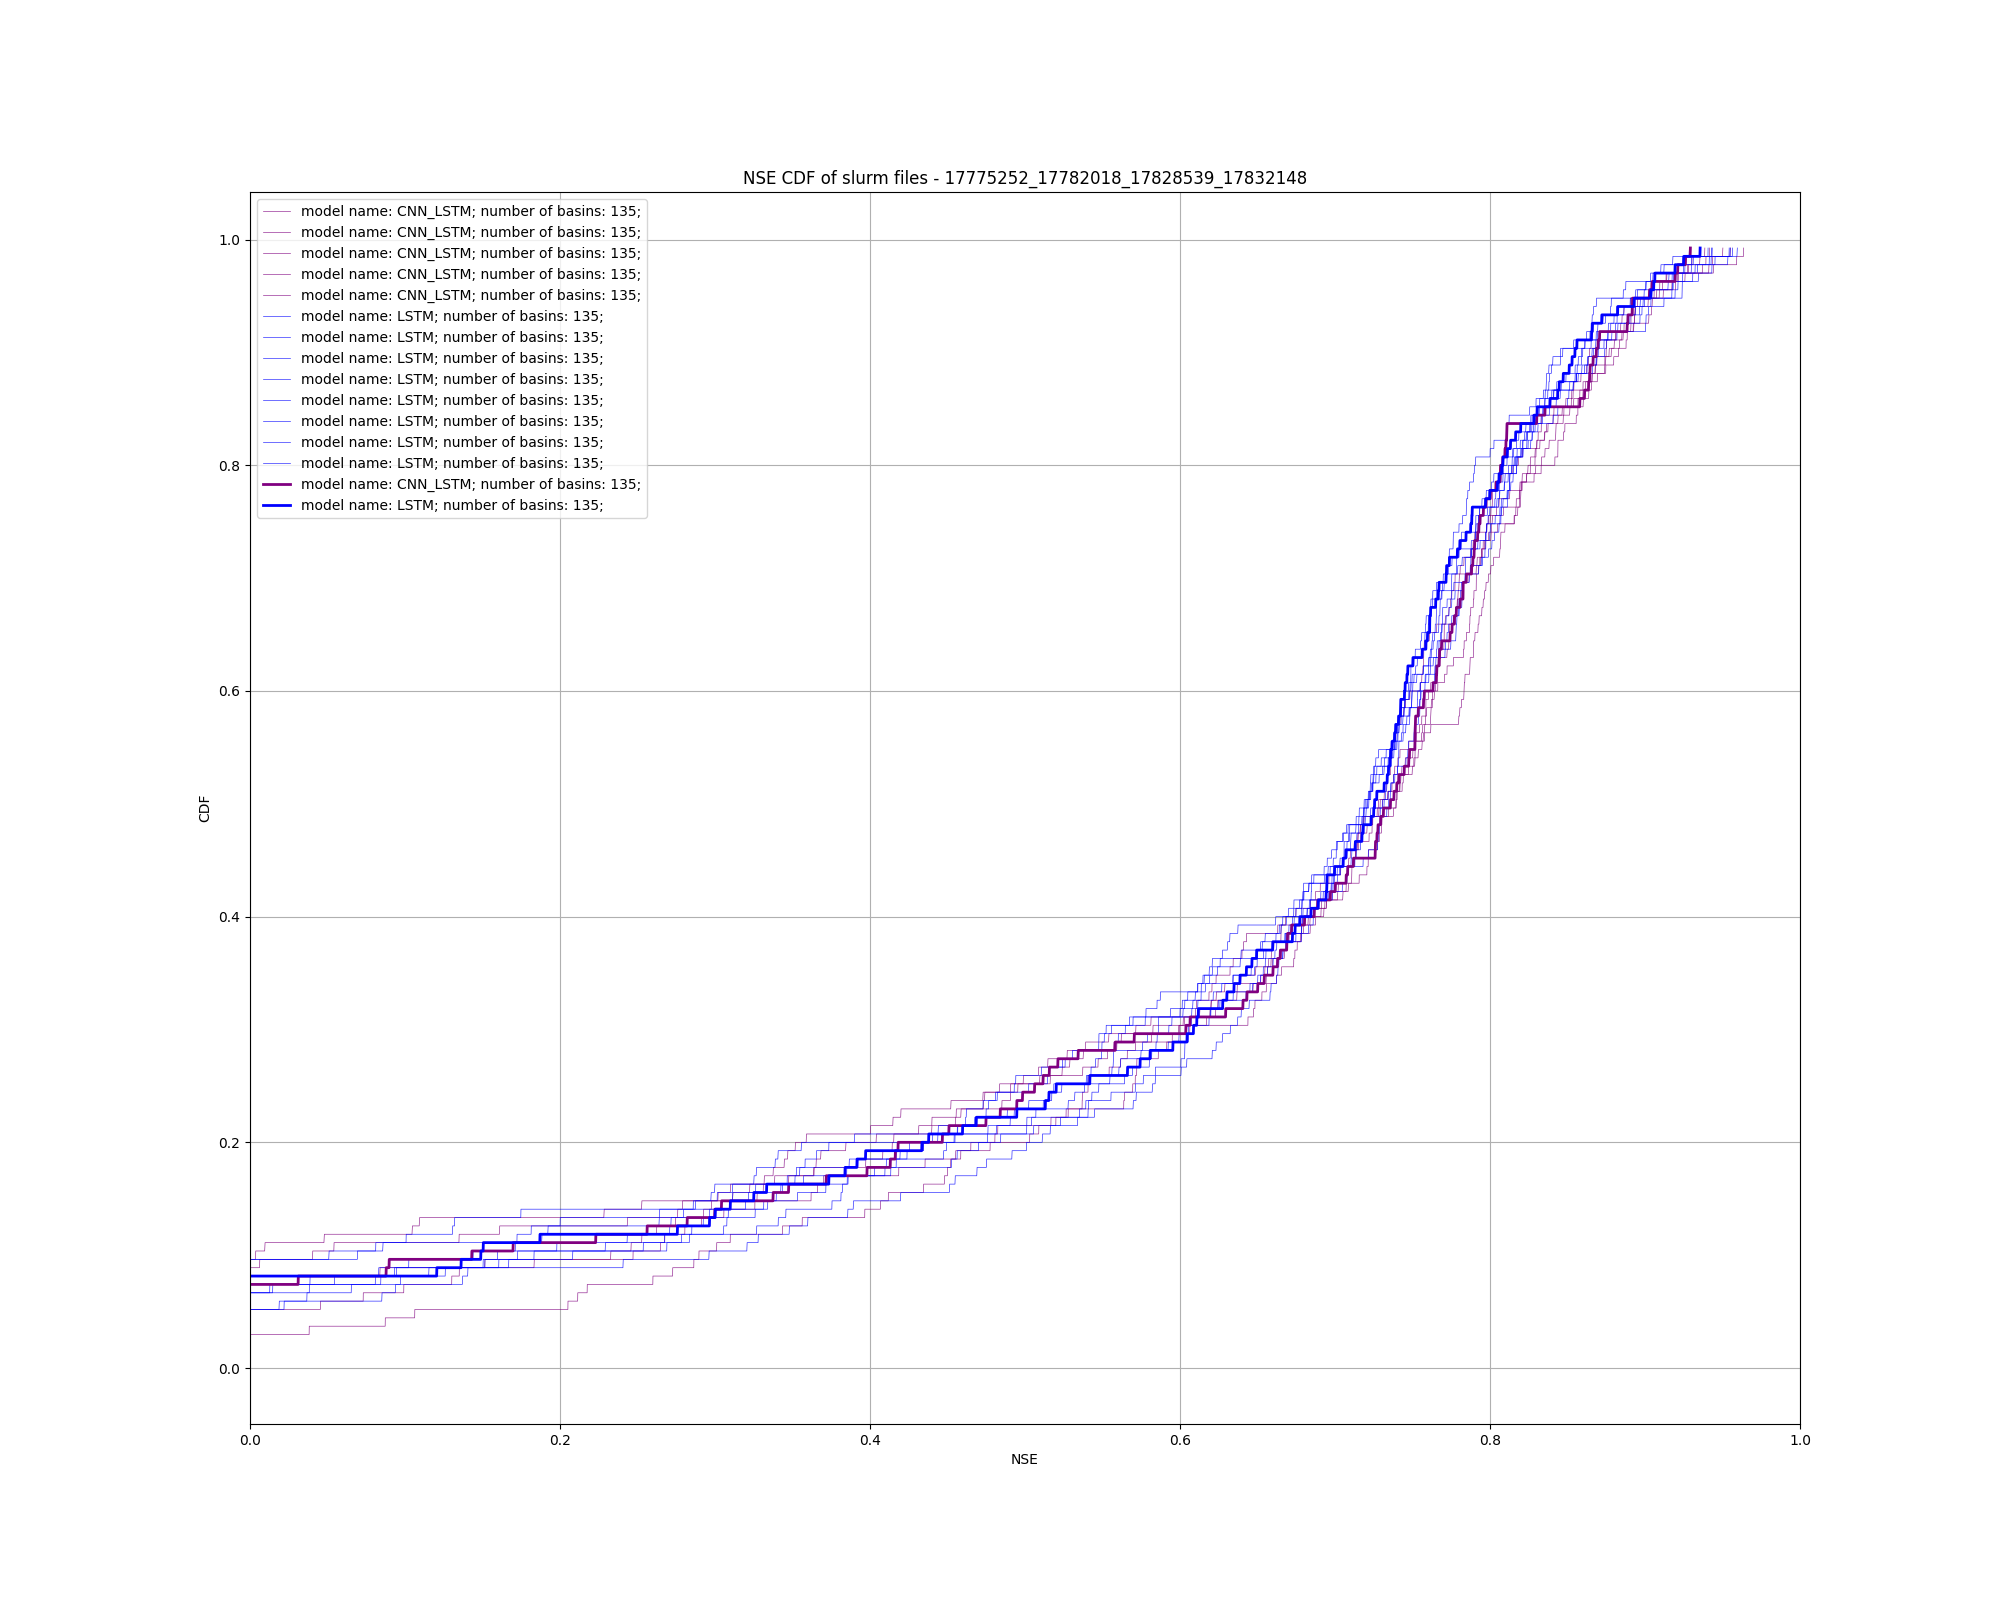 NSE CDF of slurm files - 17775252_17782018_17828539_17832148
model name: CNN_LSTM; number of basins: 135;
model name: CNN_LSTM; number of basins: 135;
model name: CNN_LSTM; number of basins: 135;
model name: CNN_LSTM; number of basins: 135;
model name: CNN_LSTM; number of basins: 135;
model name: LSTM; number of basins: 135;
model name: LSTM; number of basins: 135;
model name: LSTM; number of basins: 135;
model name: LSTM; number of basins: 135;
model name: LSTM; number of basins: 135;
model name: LSTM; number of basins: 135;
model name: LSTM; number of basins: 135;
model name: LSTM; number of basins: 135;
model name: CNN_LSTM; number of basins: 135;
model name: LSTM; number of basins: 135;
1.0
0.8
0.6
0.4
0.2
0.0
CDF
0.0 0.2 0.4 0.6 0.8 1.0
NSE